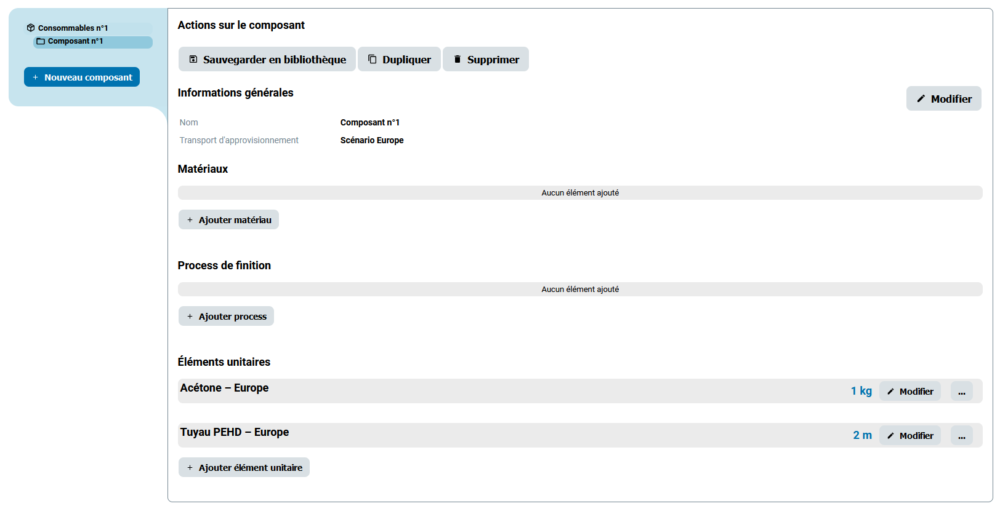 Consommables n°1
Composant n°1
+ Nouveau composant
Actions sur le composant
Sauvegarder en bibliothèque
Dupliquer
Supprimer
Informations générales
Modifier
Nom
Composant n°1
Transport d'approvisionnement
Scénario Europe
Matériaux
Aucun élément ajouté
+ Ajouter matériau
Process de finition
Aucun élément ajouté
+ Ajouter process
Éléments unitaires
Acétone – Europe
1 kg
Modifier
...
Tuyau PEHD – Europe
2 m
Modifier
...
+ Ajouter élément unitaire